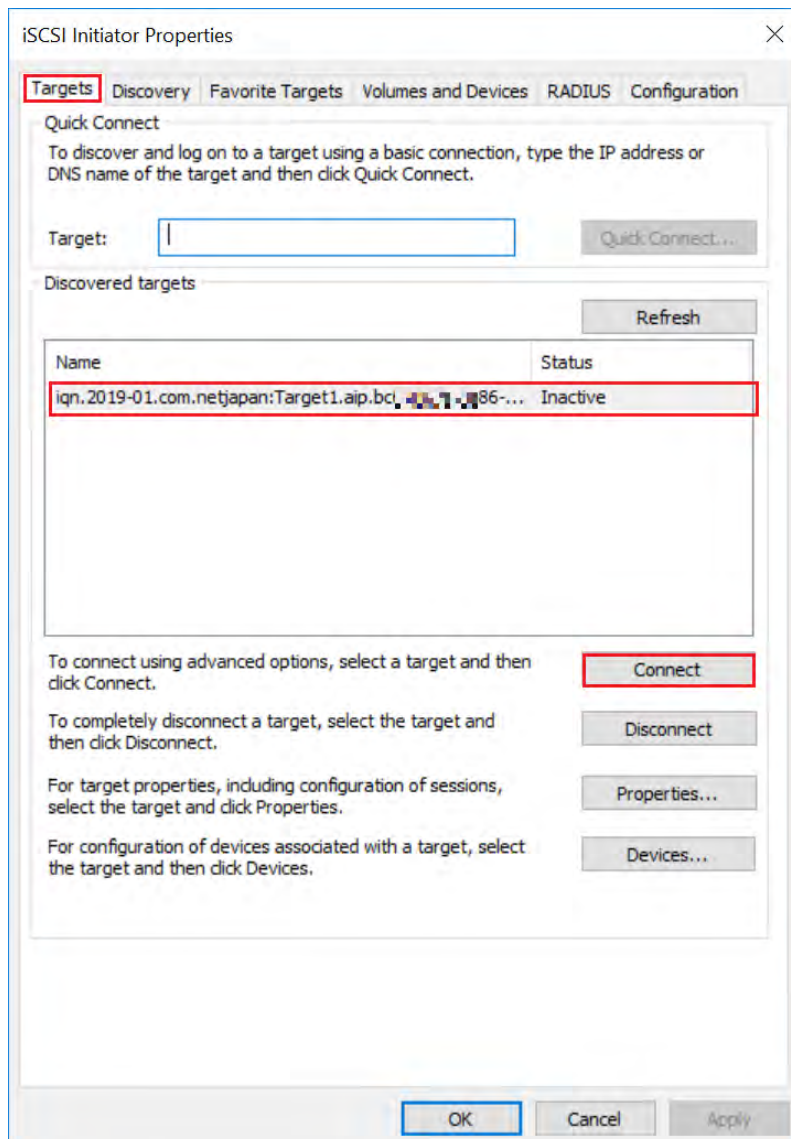 iSCSI Initiator Properties
Targets Discovery Favorite Targets Volumes and Devices RADIUS Configuration
Quick Connect
To discover and log on to a target using a basic connection, type the IP address or
DNS name of the target and then click Quick Connect.
Target: Quick Connect...
Discovered targets
Refresh
Name Status
iqn.2019-01.com.netjapan:Target1.aip.bc 86-... Inactive
To connect using advanced options, select a target and then
click Connect.
Connect
To completely disconnect a target, select the target and
then click Disconnect.
Disconnect
For target properties, including configuration of sessions,
select the target and click Properties.
Properties...
For configuration of devices associated with a target, select
the target and then click Devices.
Devices...
OK Cancel Apply